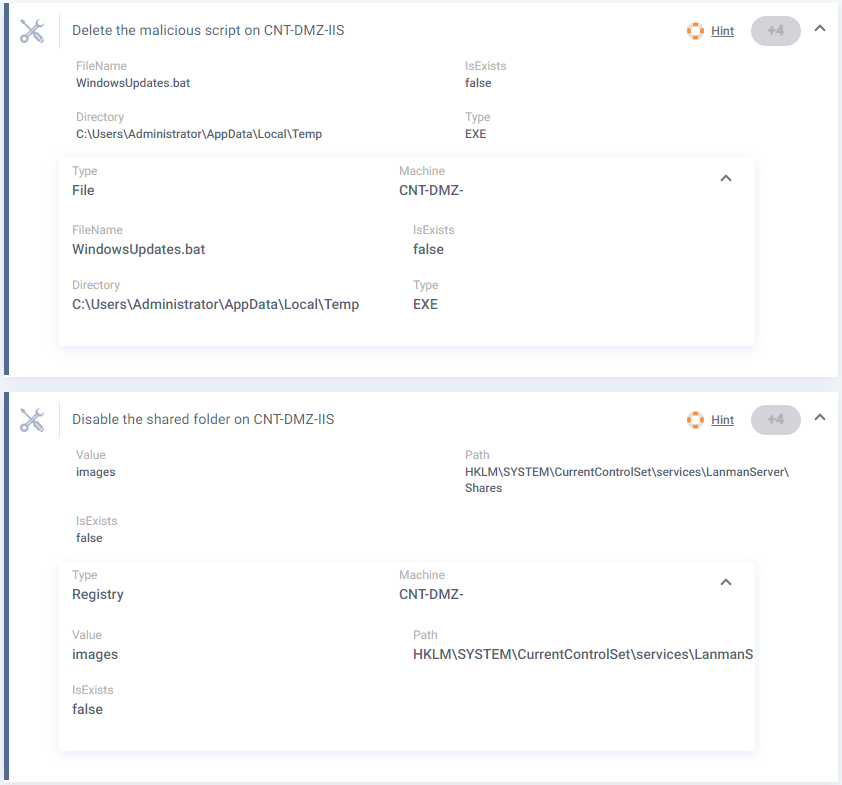 Delete the malicious script on CNT-DMZ-IIS
Hint
+4
FileName
IsExists
WindowsUpdates.bat
false
Directory
Type
C:\Users\Administrator\AppData\Local\Temp
EXE
Type
Machine
File
CNT-DMZ-
FileName
IsExists
WindowsUpdates.bat
false
Directory
Type
C:\Users\Administrator\AppData\Local\Temp
EXE
Disable the shared folder on CNT-DMZ-IIS
Hint
+4
Value
Path
images
HKLM\SYSTEM\CurrentControlSet\services\LanmanServer\
Shares
IsExists
false
Type
Machine
Registry
CNT-DMZ-
Value
Path
images
HKLM\SYSTEM\CurrentControlSet\services\LanmanS
IsExists
false